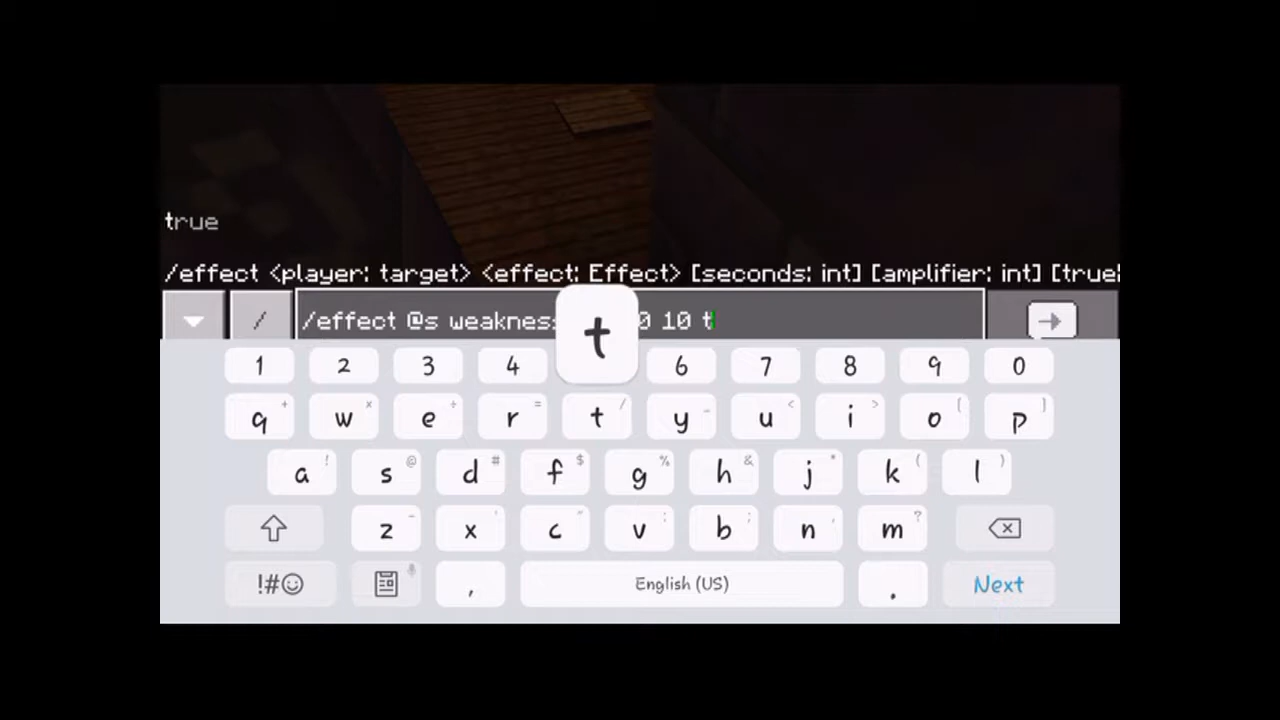 true
/effect <player: target> <effect: Effect> [seconds: int] [amplifier: int] [true
/ /effect @s weakness 10 t
t
1 2 3 4 6 7 8 9 0
q + w × e ÷ r = t / y _ u < i > o [ p ]
a ! s @ d # f $ g % h & j * k ( l )
z - x ' c " v : b ; n , m ?
!#☺ , English (US) . Next